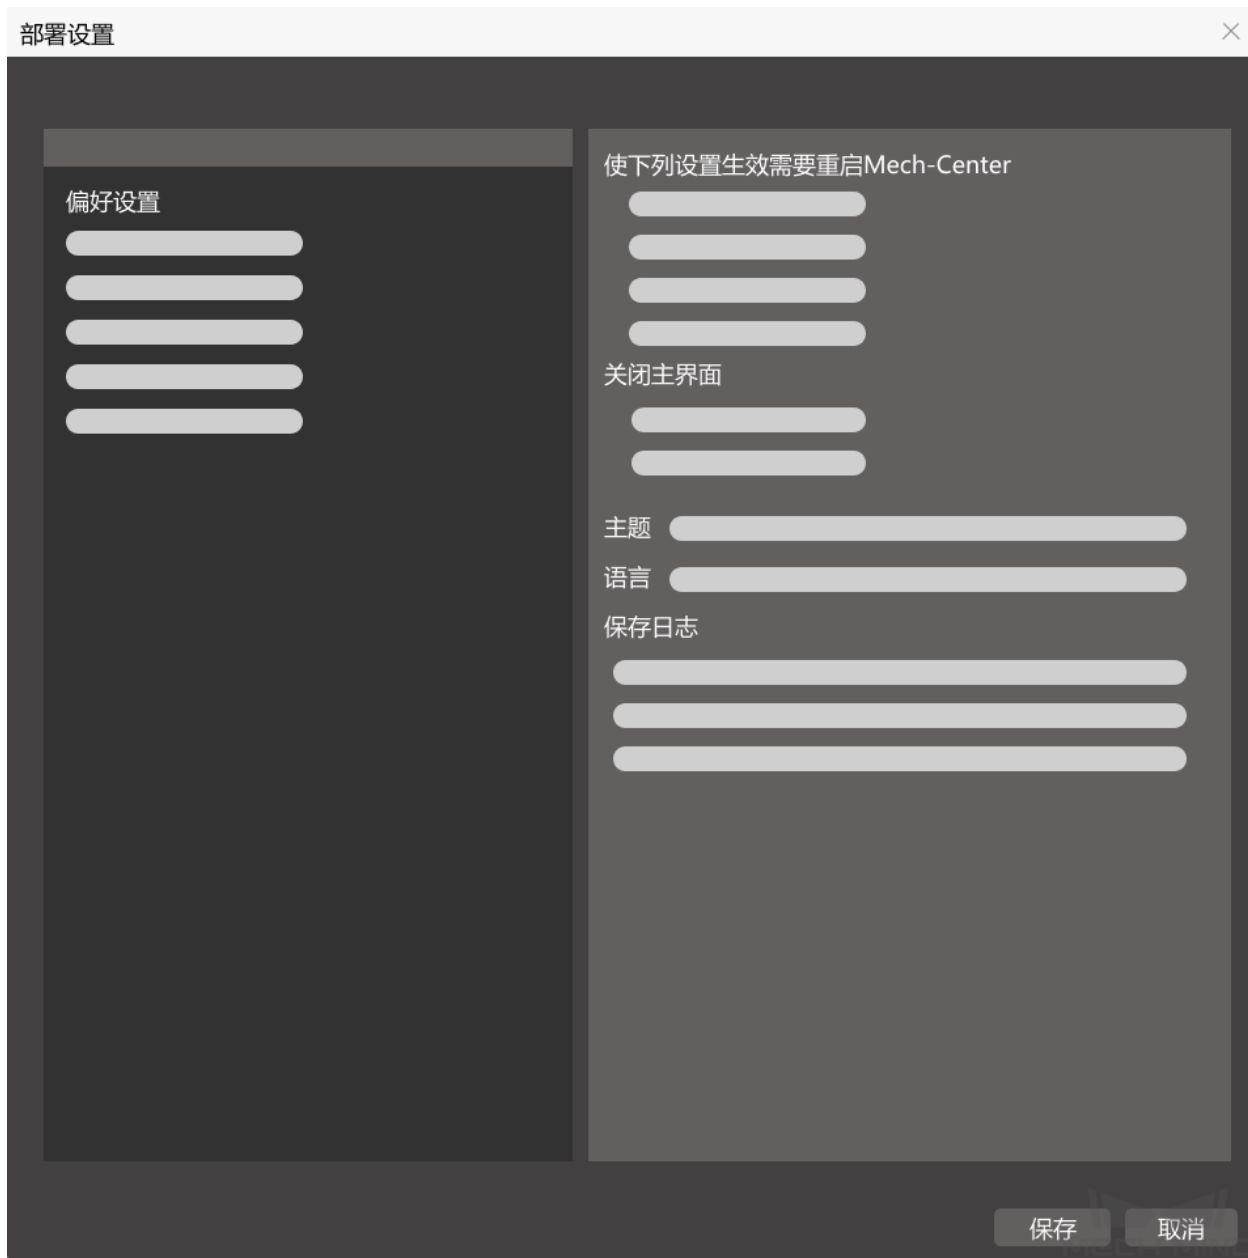 部署设置
偏好设置
使下列设置生效需要重启Mech-Center
关闭主界面
主题
语言
保存日志
保存
取消